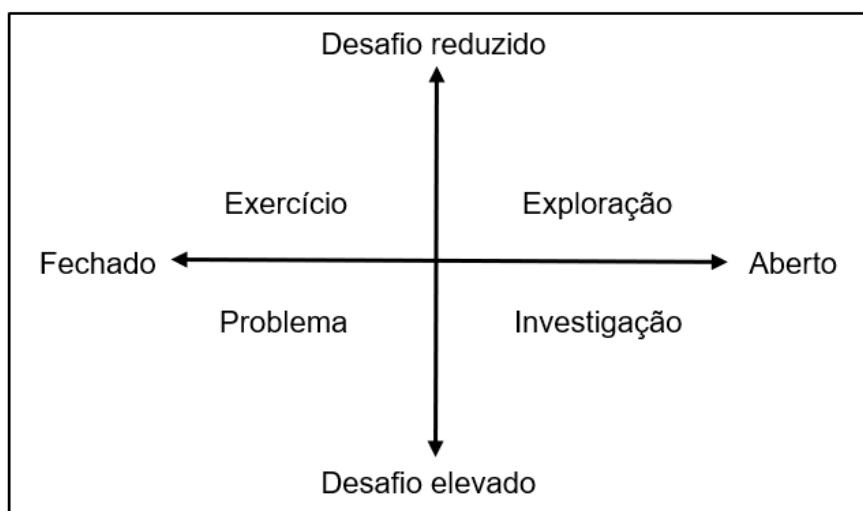 Desafio reduzido
Exercício Exploração
Fechado Aberto
Problema Investigação
Desafio elevado